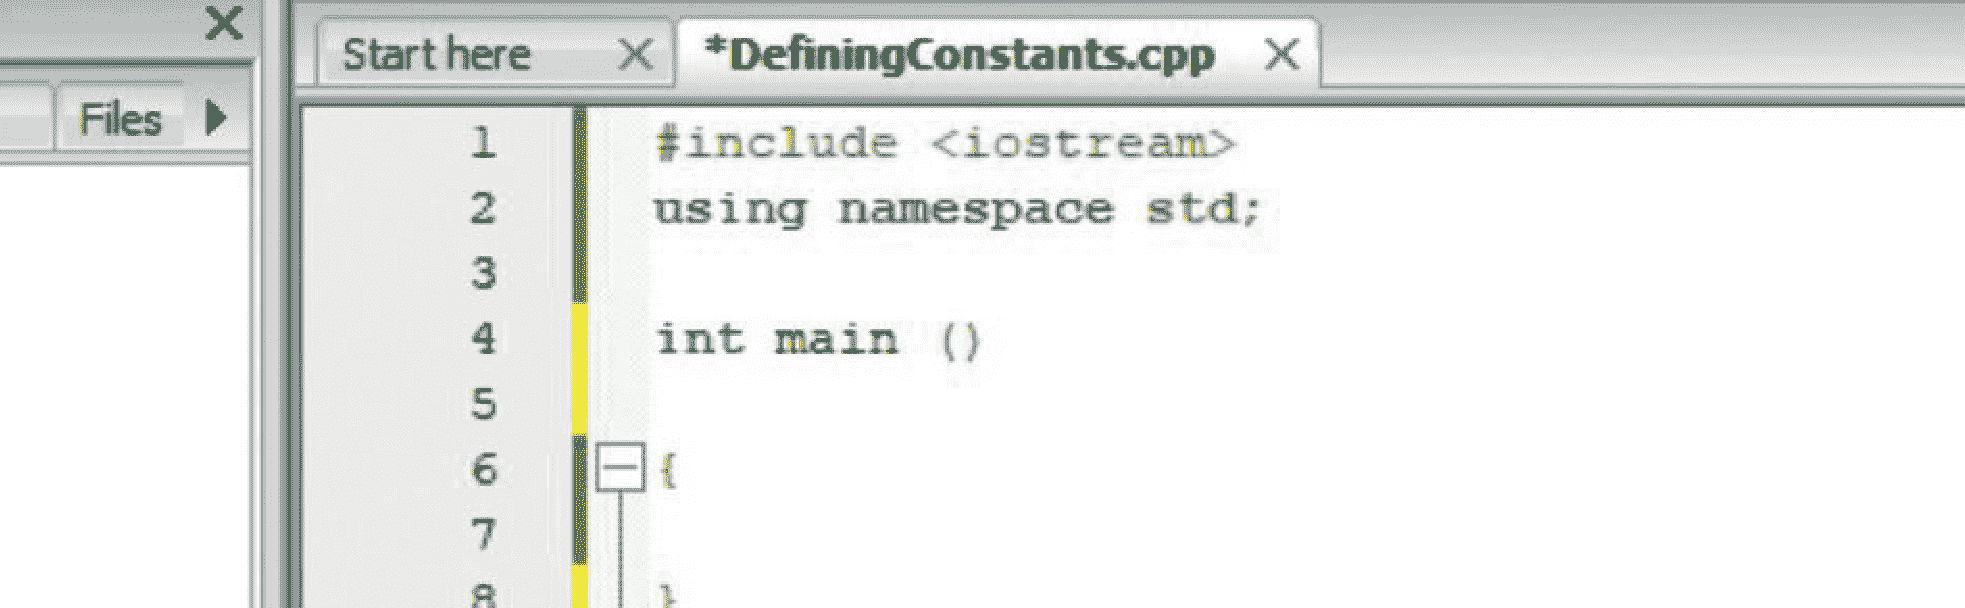 Start here
*DefiningConstants.cpp
Files
1 #include <iostream>
2 using namespace std;
3
4 int main ()
5
6 {
7
8 }